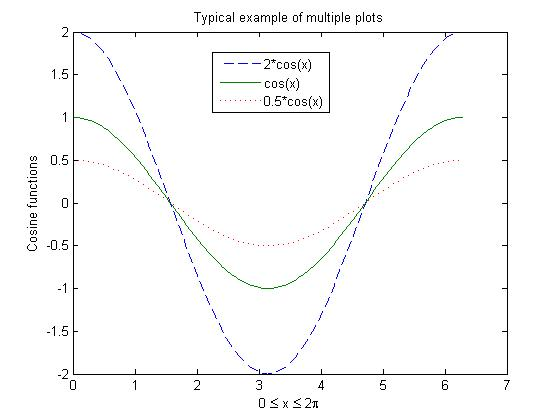 Typical example of multiple plots
2
1.5
1
0.5
0
-0.5
-1
-1.5
-2
Cosine functions
2*cos(x)
cos(x)
0.5*cos(x)
0 1 2 3 4 5 6 7
0 ≤ x ≤ 2π